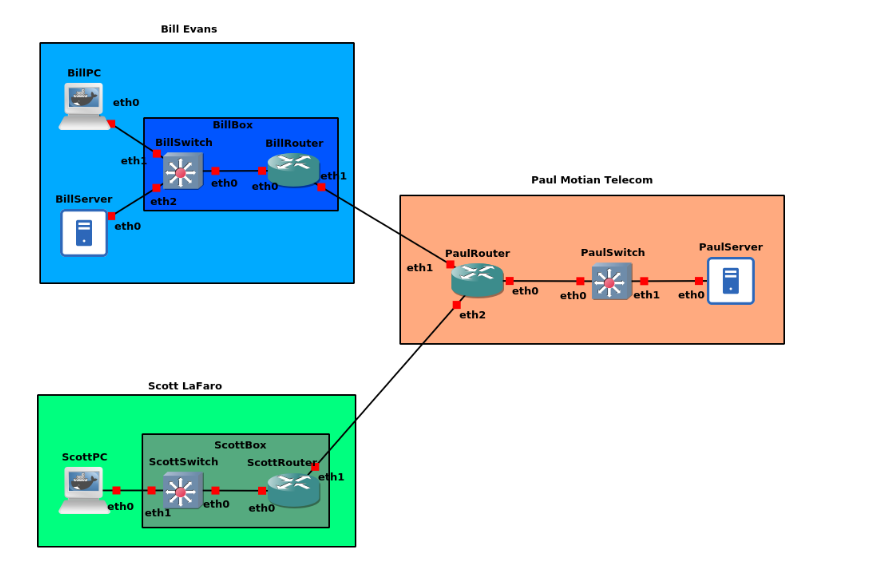 Bill Evans
BillPC
eth0
BillBox
BillSwitch
BillRouter
eth1
eth0
eth0
eth1
eth2
BillServer
eth0
Paul Motian Telecom
PaulRouter
PaulSwitch
PaulServer
eth1
eth0
eth0
eth1
eth0
eth2
Scott LaFaro
ScottBox
ScottPC
ScottSwitch
ScottRouter
eth1
eth0
eth1
eth0
eth0